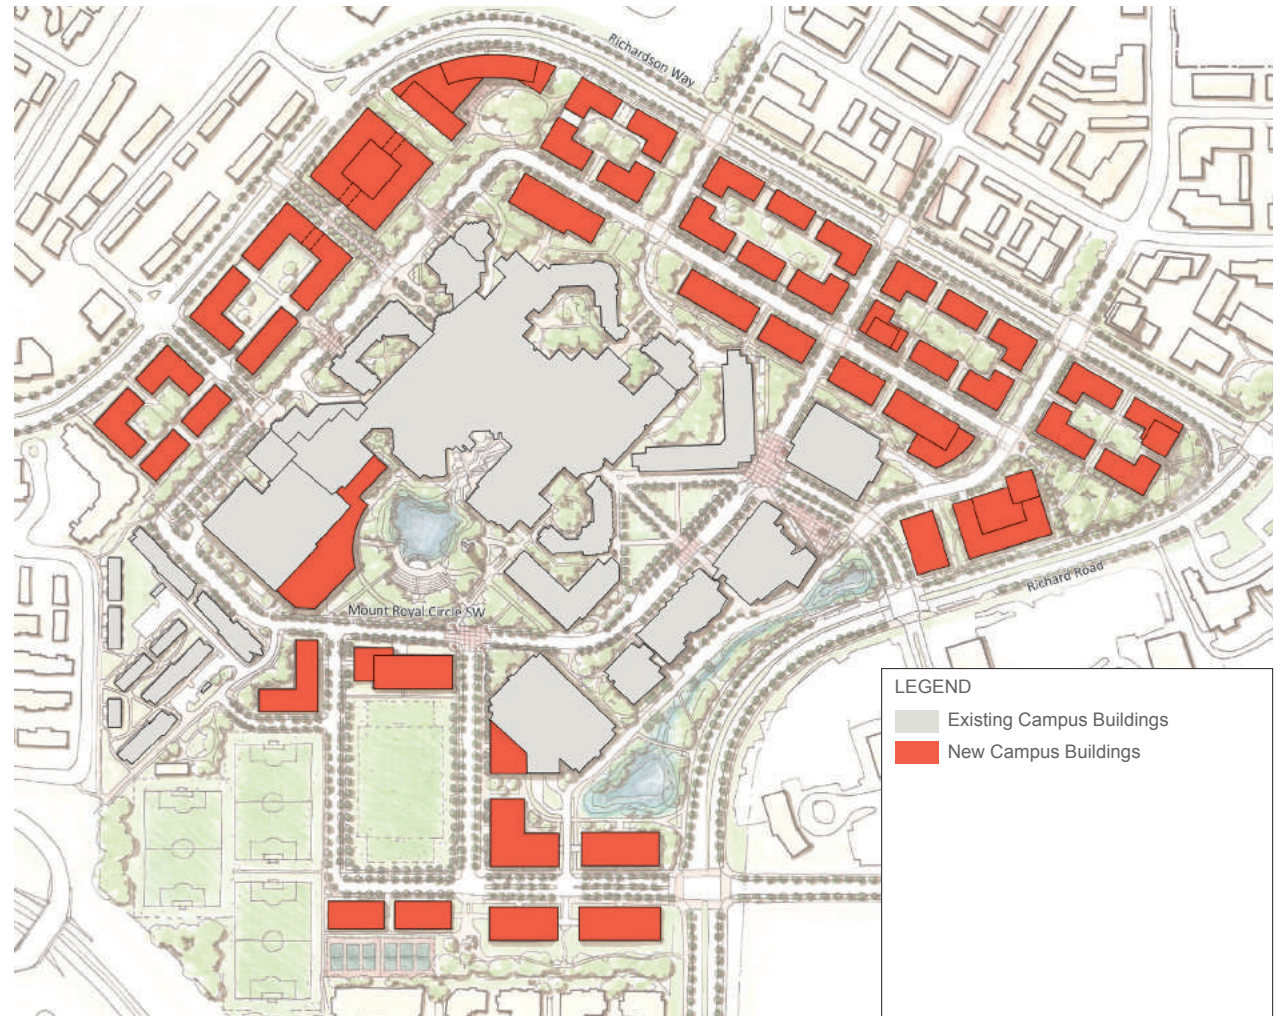 Richardson Way
Mount Royal Circle SW
Richard Road
LEGEND
Existing Campus Buildings
New Campus Buildings